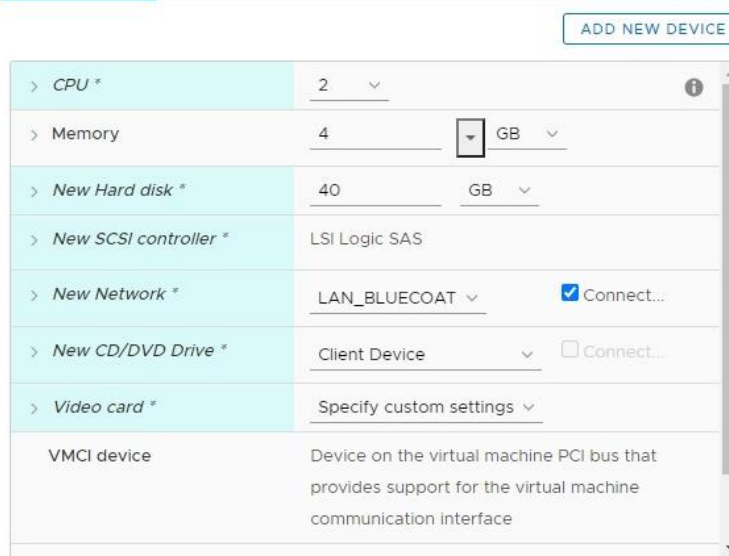 ADD NEW DEVICE
CPU * 2
Memory 4 GB
New Hard disk * 40 GB
New SCSI controller * LSI Logic SAS
New Network * LAN_BLUECOAT Connect...
New CD/DVD Drive * Client Device Connect...
Video card * Specify custom settings
VMCI device Device on the virtual machine PCI bus that
provides support for the virtual machine
communication interface